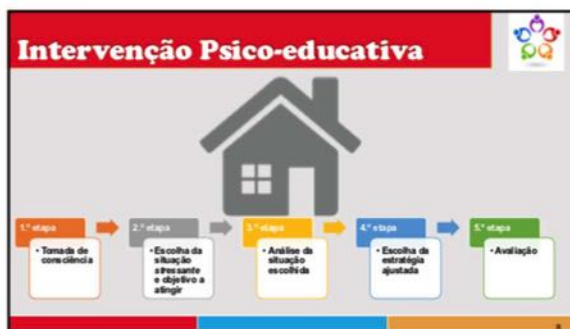 Intervenção Psico-educativa
1.ª etapa
• Tomada de
consciência
2.ª etapa
• Escolha da
situação
stressante
e objetivo a
atingir
3.ª etapa
• Análise da
situação
escolhida
4.ª etapa
• Escolha da
estratégia
ajustada
5.ª etapa
• Avaliação